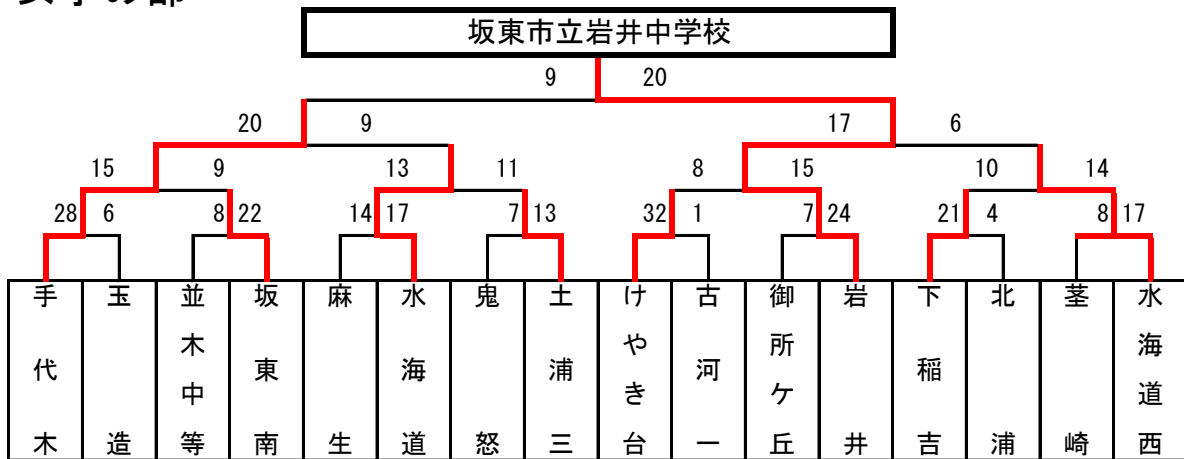 坂東市立岩井中学校
9 20
20 9 17 6
15 9 13 11 8 15 10 14
28 6 8 22 14 17 7 13 32 1 7 24 21 4 8 17
手代木
玉造
並木中等
坂東南
麻生
水海道
鬼怒
土浦三
けやき台
古河一
御所ケ丘
岩井
下稲吉
北浦
茎崎
水海道西